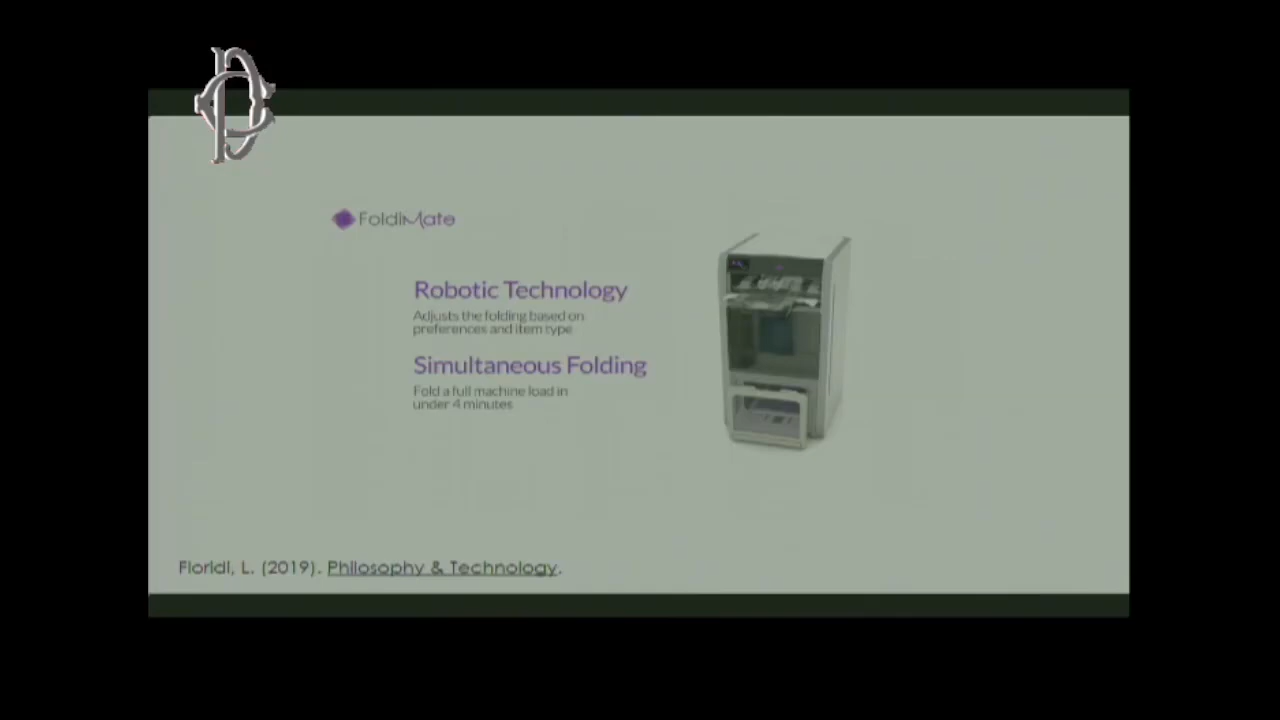 FoldiMate
Robotic Technology
Adjusts the folding based on
preferences and item type
Simultaneous Folding
Fold a full machine load in
under 4 minutes
Floridi, L. (2019). Philosophy & Technology.